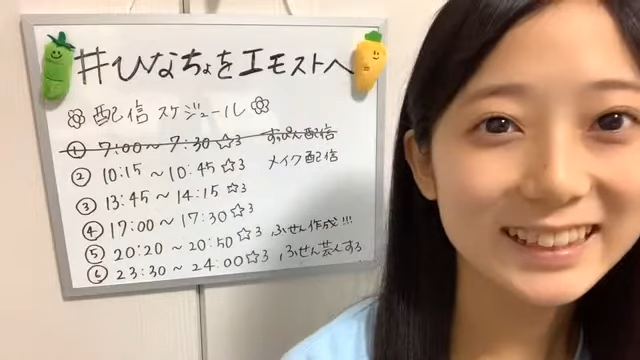 #ひなちょをエモストへ
配信スケジュール
① 7:00〜7:30☆3 すっぴん配信
② 10:15〜10:45☆3 メイク配信
③ 13:45〜14:15☆3
④ 17:00〜17:30☆3
⑤ 20:20〜20:50☆3 , ふせん作成!!!
⑥ 23:30〜24:00☆3 , ふせん芸人する